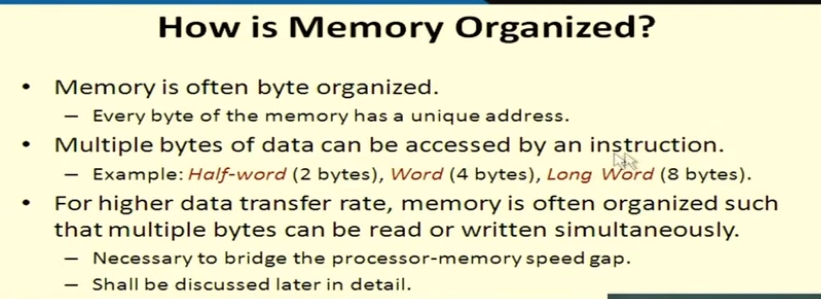 How is Memory Organized?
• Memory is often byte organized.
– Every byte of the memory has a unique address.
• Multiple bytes of data can be accessed by an instruction.
– Example: Half-word (2 bytes), Word (4 bytes), Long Word (8 bytes).
• For higher data transfer rate, memory is often organized such
that multiple bytes can be read or written simultaneously.
– Necessary to bridge the processor-memory speed gap.
– Shall be discussed later in detail.